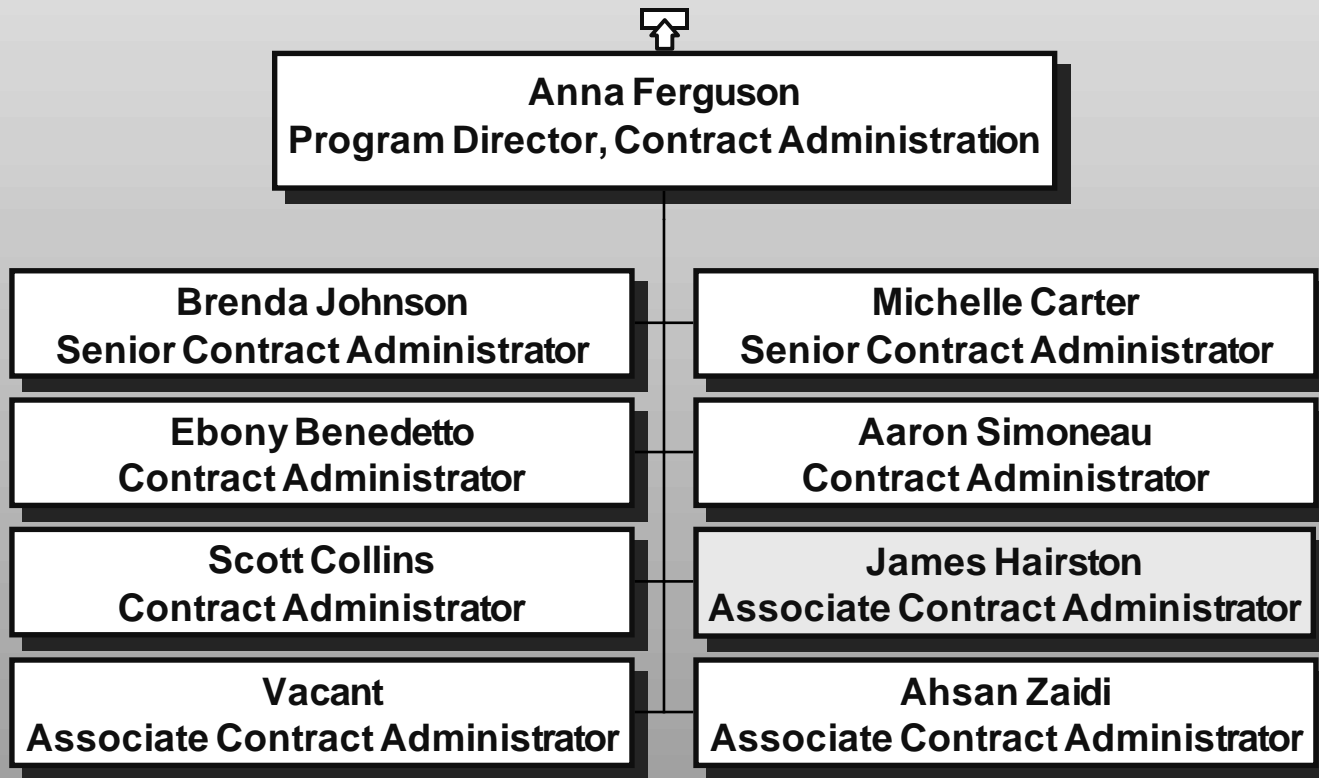 Anna Ferguson
Program Director, Contract Administration
Brenda Johnson
Senior Contract Administrator
Michelle Carter
Senior Contract Administrator
Ebony Benedetto
Contract Administrator
Aaron Simoneau
Contract Administrator
Scott Collins
Contract Administrator
James Hairston
Associate Contract Administrator
Vacant
Associate Contract Administrator
Ahsan Zaidi
Associate Contract Administrator